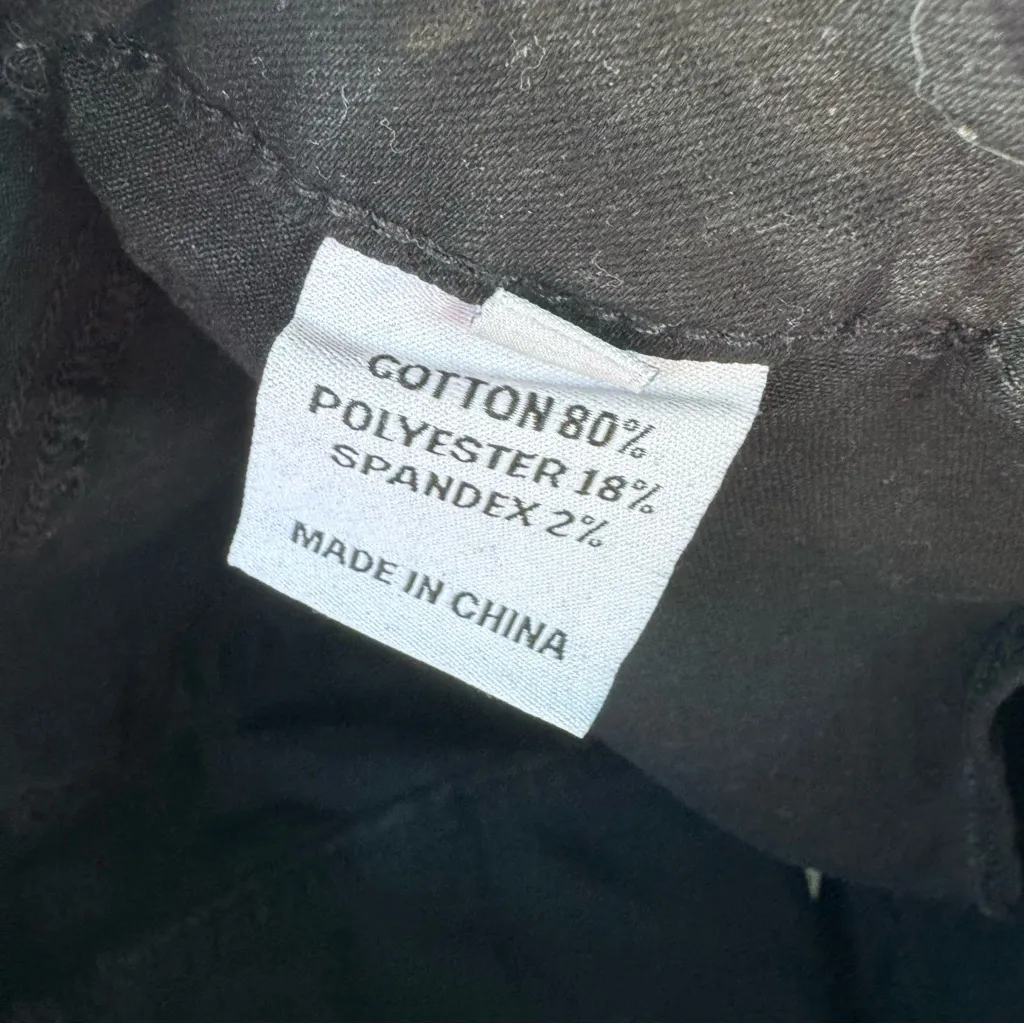 COTTON 80%
POLYESTER 18%
SPANDEX 2%
MADE IN CHINA